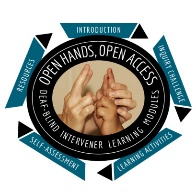 INTRODUCTION
INQUIRY CHALLENGE
LEARNING ACTIVITIES
SELF-ASSESSMENT
RESOURCES
OPEN HANDS, OPEN ACCESS
DEAF-BLIND INTERVENER LEARNING MODULES